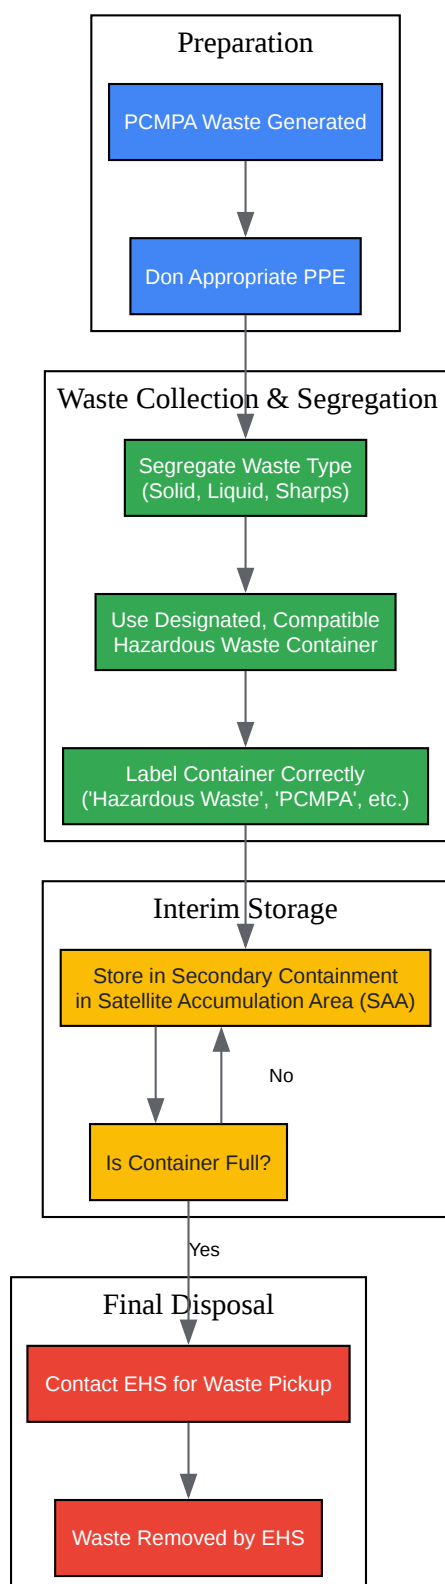 Preparation
PCMPA Waste Generated
Don Appropriate PPE
Waste Collection & Segregation
Segregate Waste Type
(Solid, Liquid, Sharps)
Use Designated, Compatible
Hazardous Waste Container
Label Container Correctly
('Hazardous Waste', 'PCMPA', etc.)
Interim Storage
Store in Secondary Containment
in Satellite Accumulation Area (SAA)
No
Is Container Full?
Yes
Final Disposal
Contact EHS for Waste Pickup
Waste Removed by EHS